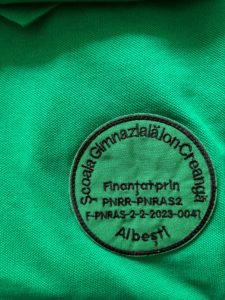 Școala Gimnazială Ion Creangă
Finanțat prin
PNRR-PNRAS2
F-PNRAS-2-2-2023-0041
Albești